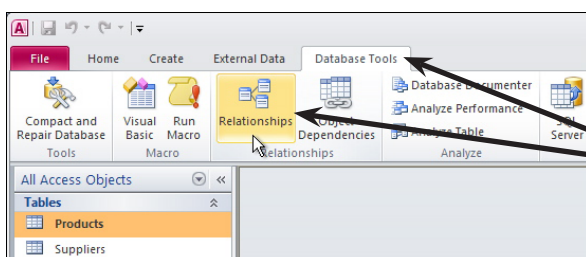 A
File Home Create External Data Database Tools
Compact and Repair Database
Visual Basic
Run Macro
Relationships
Object Dependencies
Database Documenter
Analyze Performance
Analyze Table
SQL Server
Tools Macro Relationships Analyze
All Access Objects
Tables
Products
Suppliers